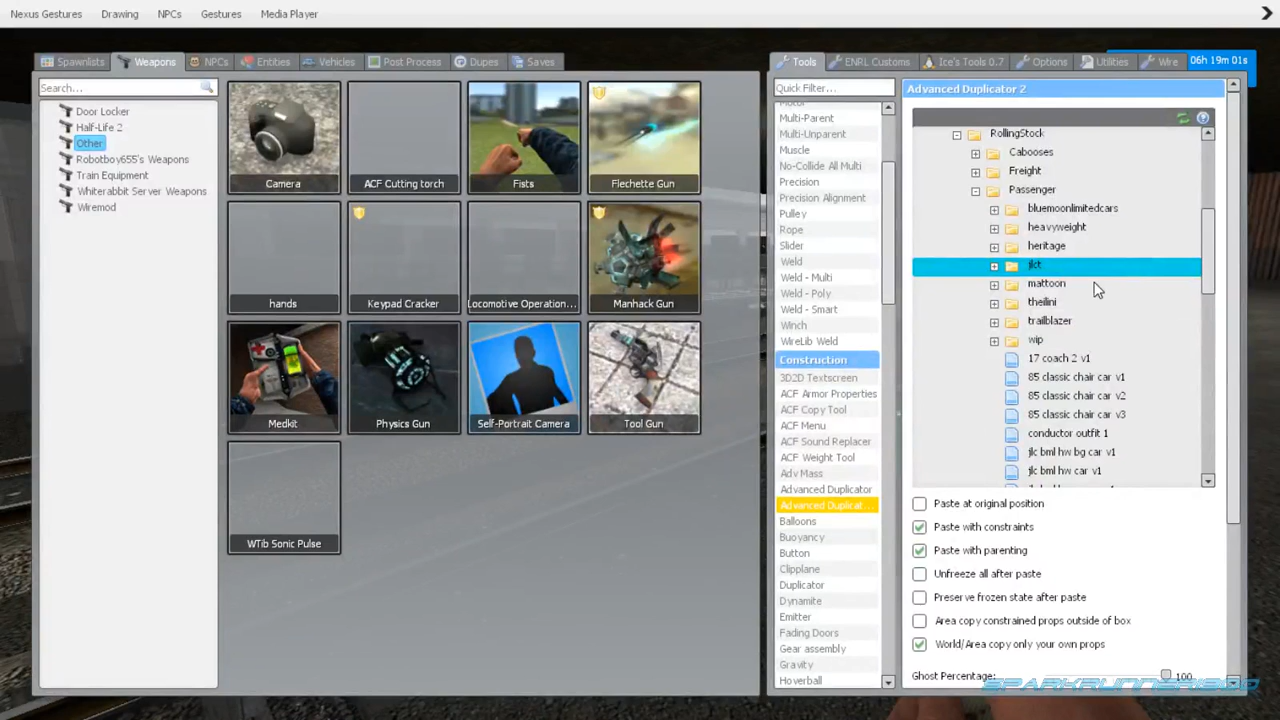 Nexus Gestures Drawing NPCs Gestures Media Player
Spawnlists Weapons NPCs Entities Vehicles Post Process Dupes Saves
Search...
Door Locker
Half-Life 2
Other
Robotboy655's Weapons
Train Equipment
Whiterabbit Server Weapons
Wiremod
Camera ACF Cutting torch Fists Flechette Gun
hands Keypad Cracker Locomotive Operation... Manhack Gun
Medkit Physics Gun Self-Portrait Camera Tool Gun
WTib Sonic Pulse
Tools ENRL Customs Ice's Tools 0.7 Options Utilities Wire 06h 19m 01s
Quick Filter...
Motor
Multi-Parent
Multi-Unparent
Muscle
No-Collide All Multi
Precision
Precision Alignment
Pulley
Rope
Slider
Weld
Weld - Multi
Weld - Poly
Weld - Smart
Winch
WireLib Weld
Construction
3D2D Textscreen
ACF Armor Properties
ACF Copy Tool
ACF Menu
ACF Sound Replacer
ACF Weight Tool
Adv Mass
Advanced Duplicator
Advanced Duplicat...
Balloons
Buoyancy
Button
Clipplane
Duplicator
Dynamite
Emitter
Fading Doors
Gear assembly
Gravity
Hoverball
Advanced Duplicator 2
RollingStock
Cabooses
Freight
Passenger
bluemoonlimitedcars
heavyweight
heritage
jlct
mattoon
theilini
trailblazer
wip
17 coach 2 v1
85 classic chair car v1
85 classic chair car v2
85 classic chair car v3
conductor outfit 1
jlc bml hw bg car v1
jlc bml hw car v1
Paste at original position
Paste with constraints
Paste with parenting
Unfreeze all after paste
Preserve frozen state after paste
Area copy constrained props outside of box
World/Area copy only your own props
Ghost Percentage: 100